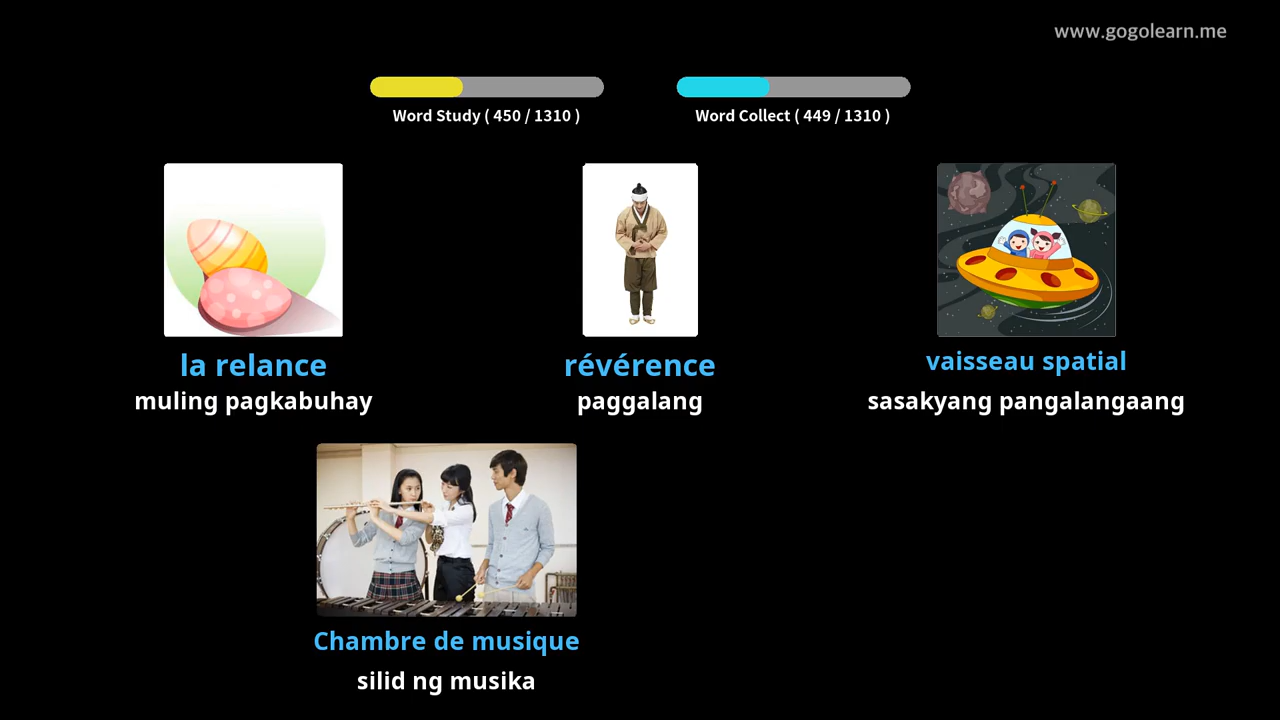 www.gogolearn.me
Word Study ( 450 / 1310 )
Word Collect ( 449 / 1310 )
la relance
révérence
vaisseau spatial
muling pagkabuhay
paggalang
sasakyang pangalangaang
Chambre de musique
silid ng musika